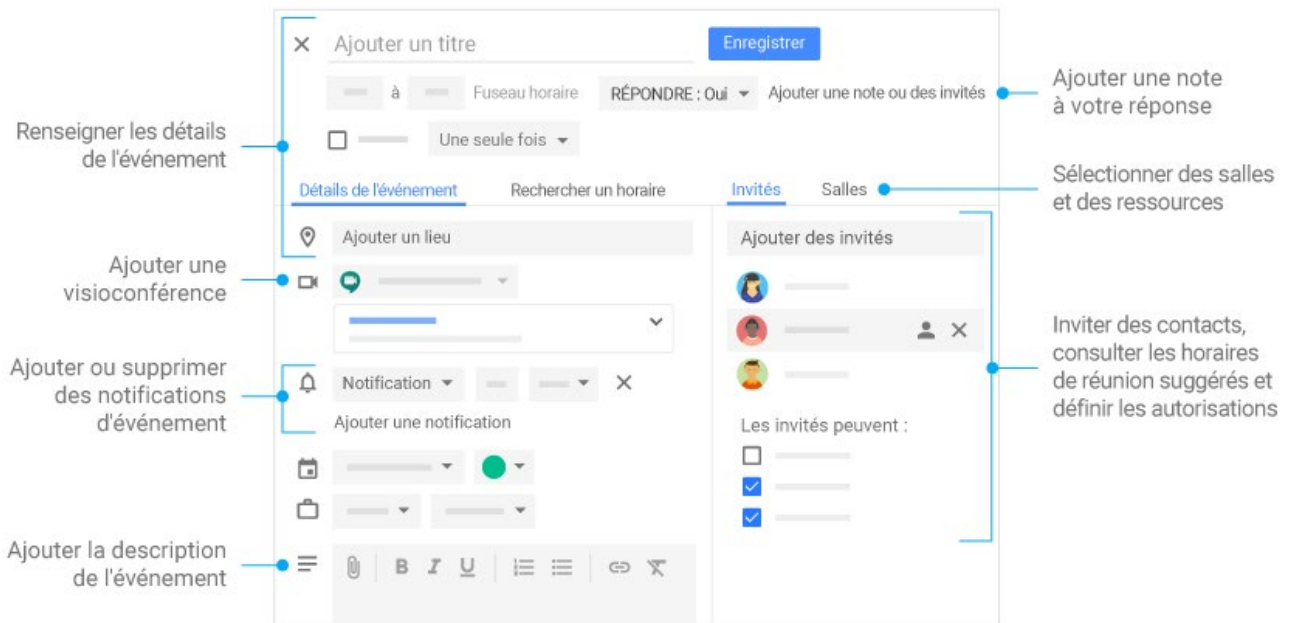 Ajouter un titre
Enregistrer
à
Fuseau horaire
RÉPONDRE : Oui
Ajouter une note ou des invités
Ajouter une note
à votre réponse
Renseigner les détails
de l'événement
Une seule fois
Détails de l'événement
Rechercher un horaire
Invités
Salles
Sélectionner des salles
et des ressources
Ajouter un lieu
Ajouter des invités
Ajouter une
visioconférence
Inviter des contacts,
consulter les horaires
de réunion suggérés et
définir les autorisations
Ajouter ou supprimer
des notifications
d'événement
Notification
Ajouter une notification
Les invités peuvent :
Ajouter la description
de l'événement
B I U